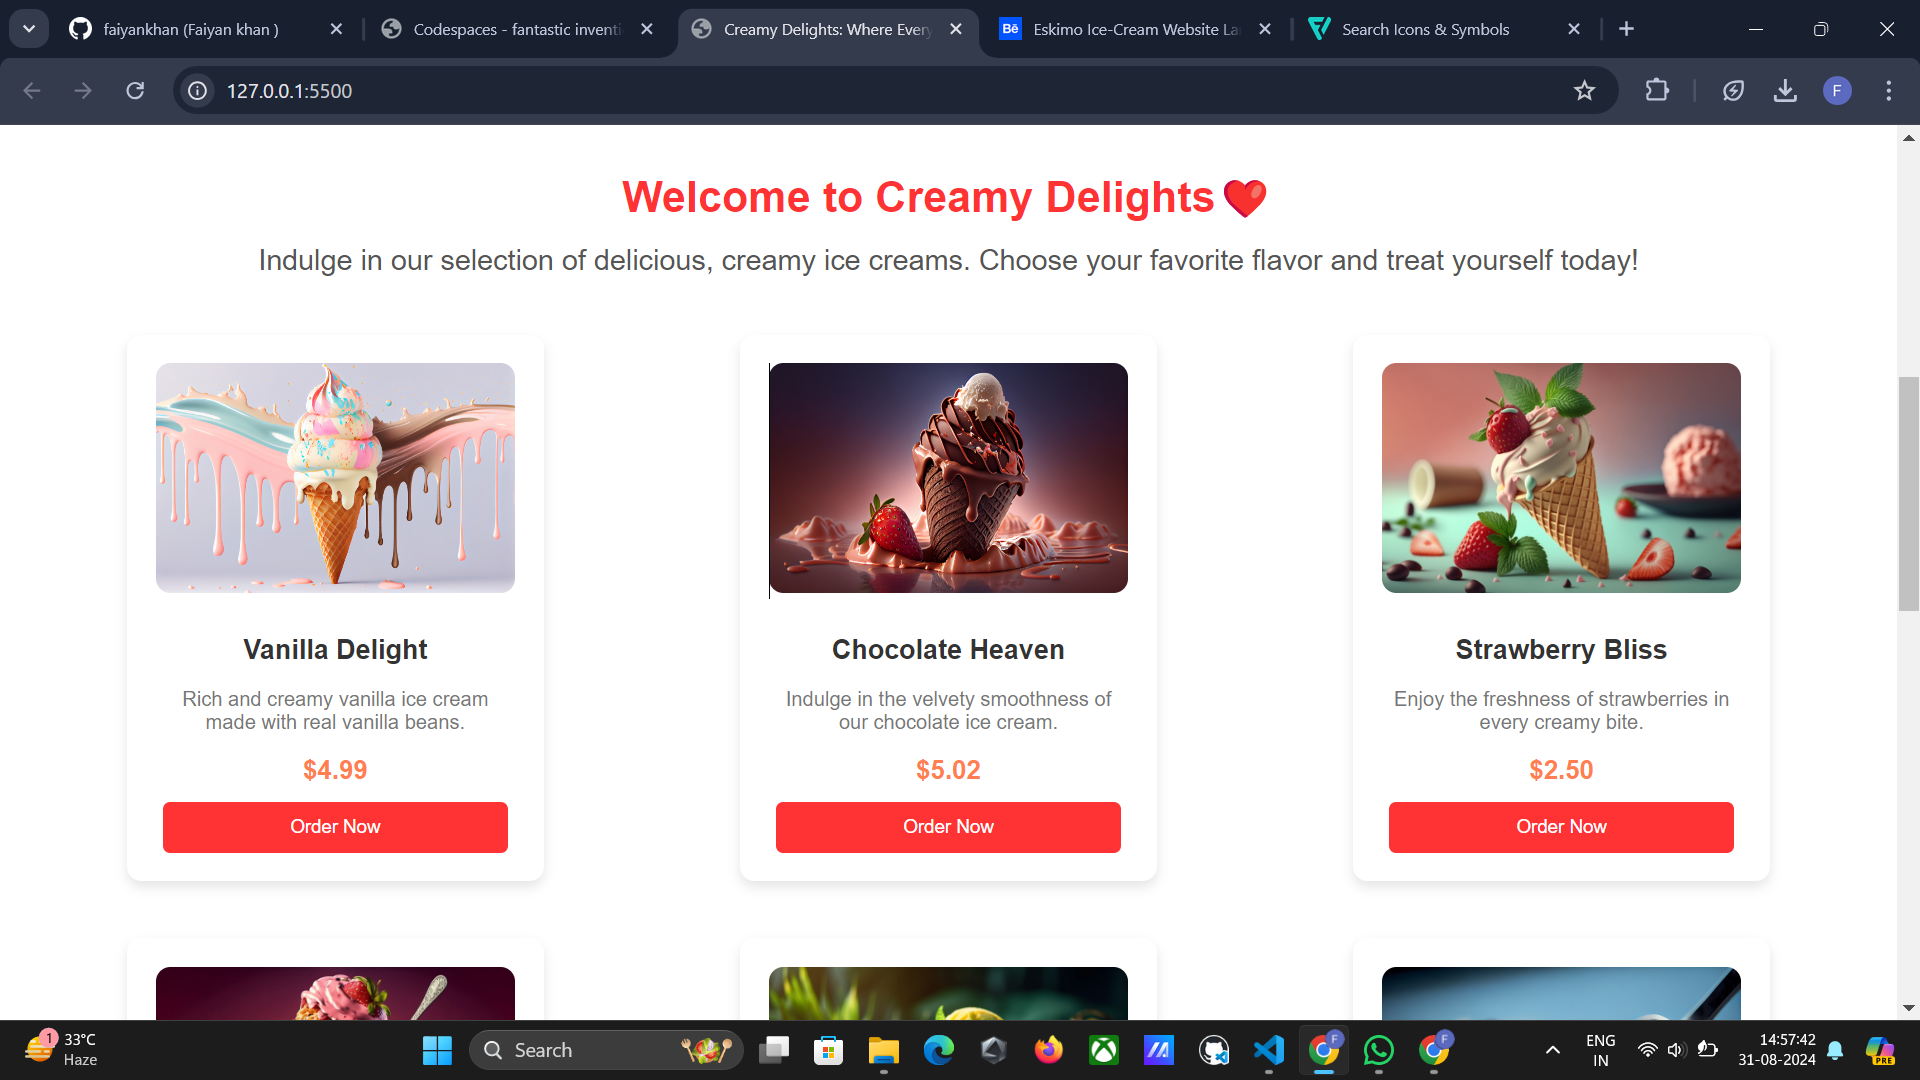 faiyankhan (Faiyan khan )
Codespaces - fantastic inventi
Creamy Delights: Where Every
Bē
Eskimo Ice-Cream Website La
Search Icons & Symbols
127.0.0.1:5500
F
Welcome to Creamy Delights
Indulge in our selection of delicious, creamy ice creams. Choose your favorite flavor and treat yourself today!
Vanilla Delight
Rich and creamy vanilla ice cream
made with real vanilla beans.
$4.99
Order Now
Chocolate Heaven
Indulge in the velvety smoothness of
our chocolate ice cream.
$5.02
Order Now
Strawberry Bliss
Enjoy the freshness of strawberries in
every creamy bite.
$2.50
Order Now
1
33°C
Haze
Search
F
F
ENG
IN
14:57:42
31-08-2024
PRE